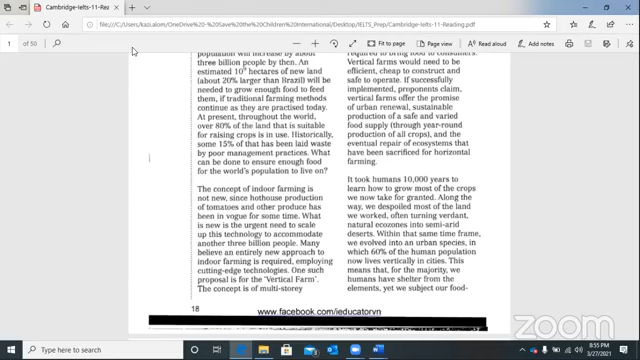 Cambridge-Ielts-11-Reading.pdf
file:///C:/Users/kazi.alom/OneDrive%20-%20Save%20the%20Children%20International/Desktop/IELTS_Prep/Cambridge-Ielts-11-Reading.pdf
1 of 50
Fit to page
Page view
Read aloud
Add notes
population will increase by about
three billion people by then. An
estimated 10⁹ hectares of new land
(about 20% larger than Brazil) will be
needed to grow enough food to feed
them, if traditional farming methods
continue as they are practised today.
At present, throughout the world,
over 80% of the land that is suitable
for raising crops is in use. Historically,
some 15% of that has been laid waste
by poor management practices. What
can be done to ensure enough food
for the world's population to live on?
The concept of indoor farming is
not new, since hothouse production
of tomatoes and other produce has
been in vogue for some time. What
is new is the urgent need to scale
up this technology to accommodate
another three billion people. Many
believe an entirely new approach to
indoor farming is required, employing
cutting-edge technologies. One such
proposal is for the 'Vertical Farm'.
The concept is of multi-storey
required to bring food to consumers.
Vertical farms would need to be
efficient, cheap to construct and
safe to operate. If successfully
implemented, proponents claim,
vertical farms offer the promise
of urban renewal, sustainable
production of a safe and varied
food supply (through year-round
production of all crops), and the
eventual repair of ecosystems that
have been sacrificed for horizontal
farming.
It took humans 10,000 years to
learn how to grow most of the crops
we now take for granted. Along the
way, we despoiled most of the land
we worked, often turning verdant,
natural ecozones into semi-arid
deserts. Within that same time frame,
we evolved into an urban species, in
which 60% of the human population
now lives vertically in cities. This
means that, for the majority, we
humans have shelter from the
elements, yet we subject our food-
18
www.facebook.com/ieducatorvn
zoom
Type here to search
8:55 PM
3/27/2021